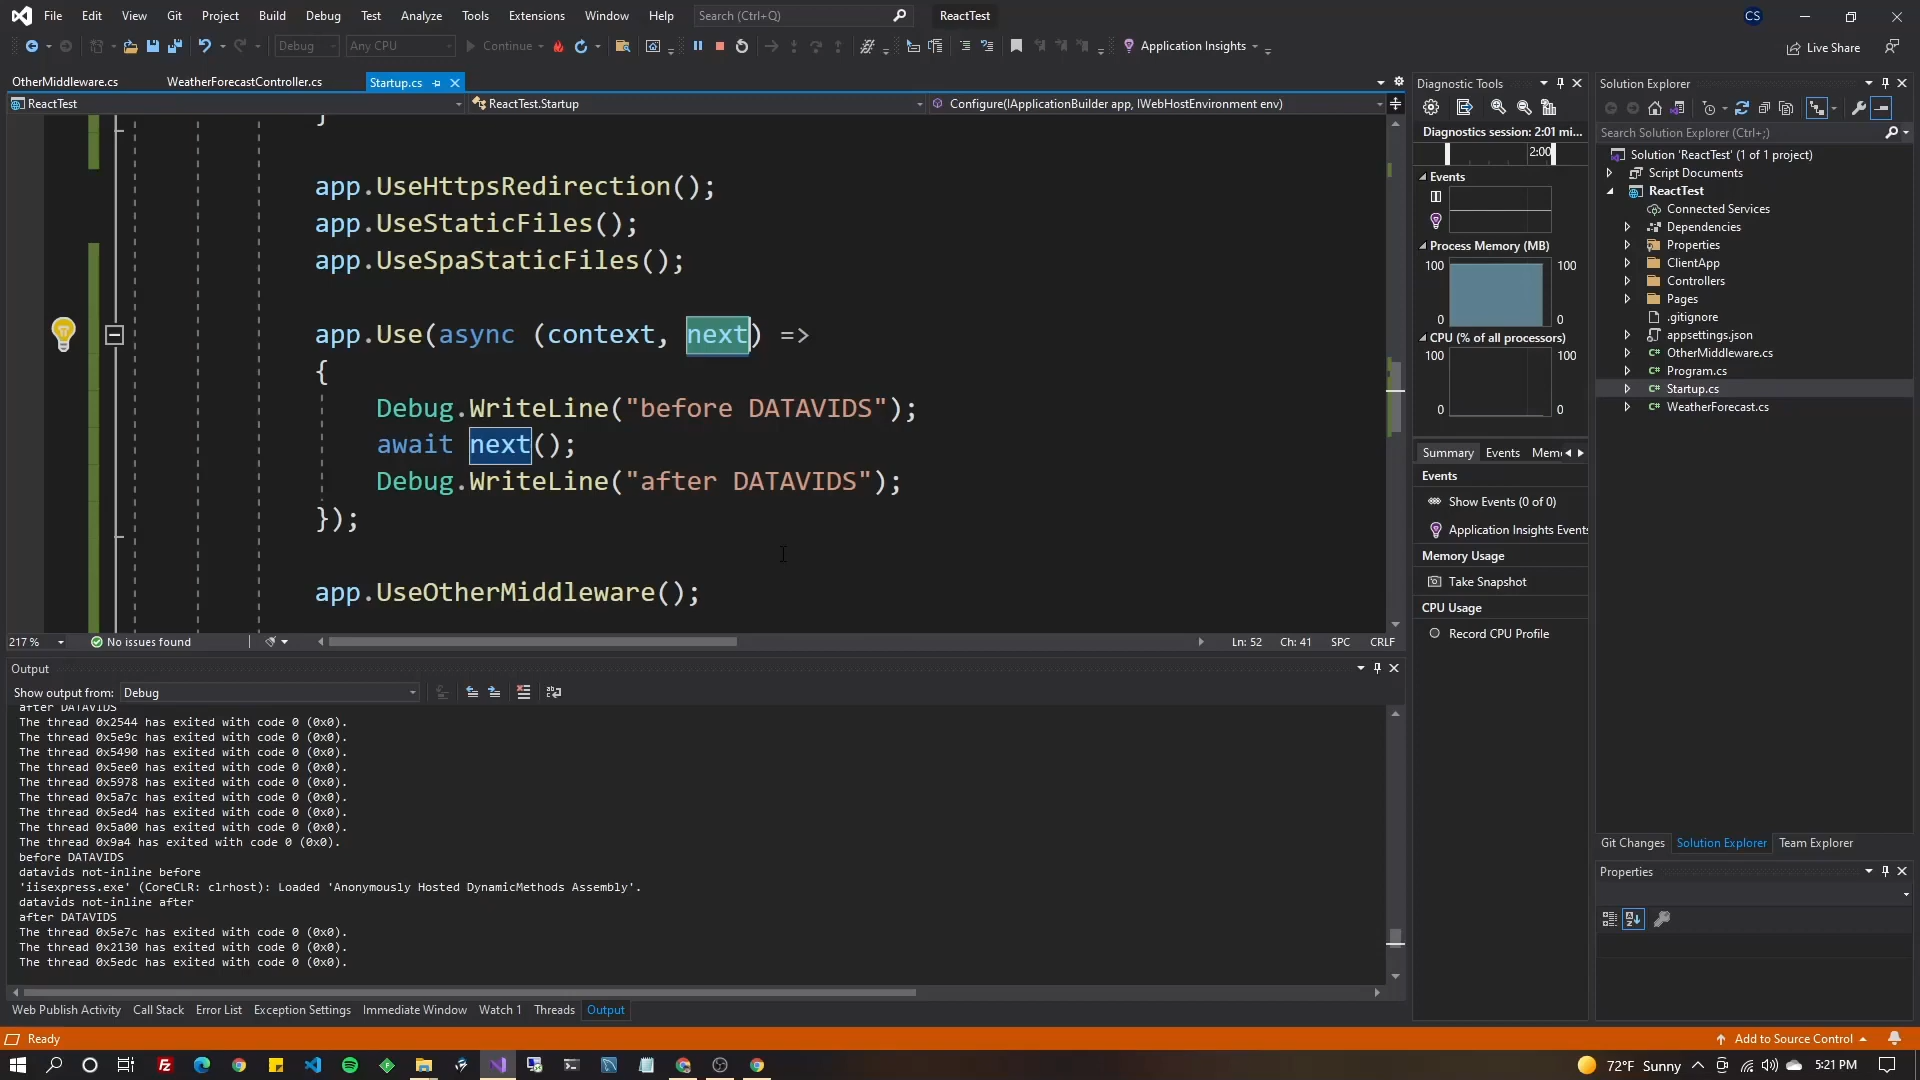 File Edit View Git Project Build Debug Test Analyze Tools Extensions Window Help Search (Ctrl+Q) ReactTest CS
Debug Any CPU Continue Application Insights Live Share
OtherMiddleware.cs WeatherForecastController.cs Startup.cs
ReactTest ReactTest.Startup Configure(IApplicationBuilder app, IWebHostEnvironment env)
}
app.UseHttpsRedirection();
app.UseStaticFiles();
app.UseSpaStaticFiles();
app.Use(async (context, next) =>
{
Debug.WriteLine("before DATAVIDS");
await next();
Debug.WriteLine("after DATAVIDS");
});
app.UseOtherMiddleware();
217 % No issues found Ln: 52 Ch: 41 SPC CRLF
Output
Show output from: Debug
after DATAVIDS
The thread 0x2544 has exited with code 0 (0x0).
The thread 0x5e9c has exited with code 0 (0x0).
The thread 0x5490 has exited with code 0 (0x0).
The thread 0x5ee0 has exited with code 0 (0x0).
The thread 0x5978 has exited with code 0 (0x0).
The thread 0x5a7c has exited with code 0 (0x0).
The thread 0x5ed4 has exited with code 0 (0x0).
The thread 0x5a00 has exited with code 0 (0x0).
The thread 0x9a4 has exited with code 0 (0x0).
before DATAVIDS
datavids not-inline before
'iisexpress.exe' (CoreCLR: clrhost): Loaded 'Anonymously Hosted DynamicMethods Assembly'.
datavids not-inline after
after DATAVIDS
The thread 0x5e7c has exited with code 0 (0x0).
The thread 0x2130 has exited with code 0 (0x0).
The thread 0x5edc has exited with code 0 (0x0).
Web Publish Activity Call Stack Error List Exception Settings Immediate Window Watch 1 Threads Output
Diagnostic Tools
Diagnostics session: 2:01 mi...
2:00
Events
Process Memory (MB)
100 100
0 0
CPU (% of all processors)
100 100
0 0
Summary Events Mem
Events
Show Events (0 of 0)
Application Insights Events
Memory Usage
Take Snapshot
CPU Usage
Record CPU Profile
Solution Explorer
Search Solution Explorer (Ctrl+;)
Solution 'ReactTest' (1 of 1 project)
Script Documents
ReactTest
Connected Services
Dependencies
Properties
ClientApp
Controllers
Pages
.gitignore
appsettings.json
C# OtherMiddleware.cs
C# Program.cs
C# Startup.cs
C# WeatherForecast.cs
Git Changes Solution Explorer Team Explorer
Properties
Ready Add to Source Control
72°F Sunny 5:21 PM